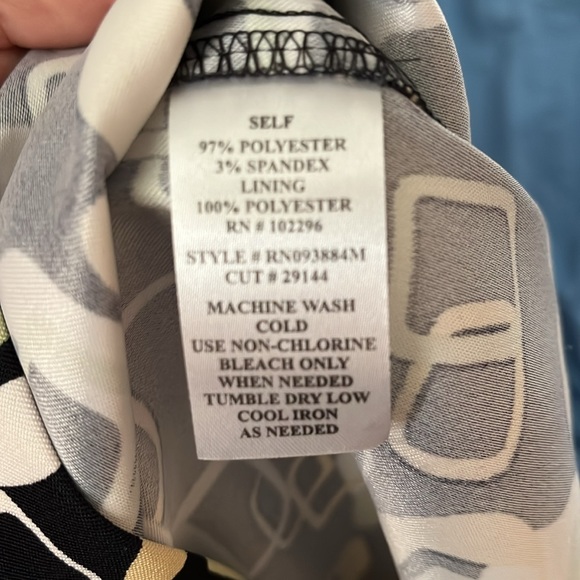 SELF
97% POLYESTER
3% SPANDEX
LINING
100% POLYESTER
RN # 102296
STYLE # RN093884M
CUT # 29144
MACHINE WASH
COLD
USE NON-CHLORINE
BLEACH ONLY
WHEN NEEDED
TUMBLE DRY LOW
COOL IRON
AS NEEDED